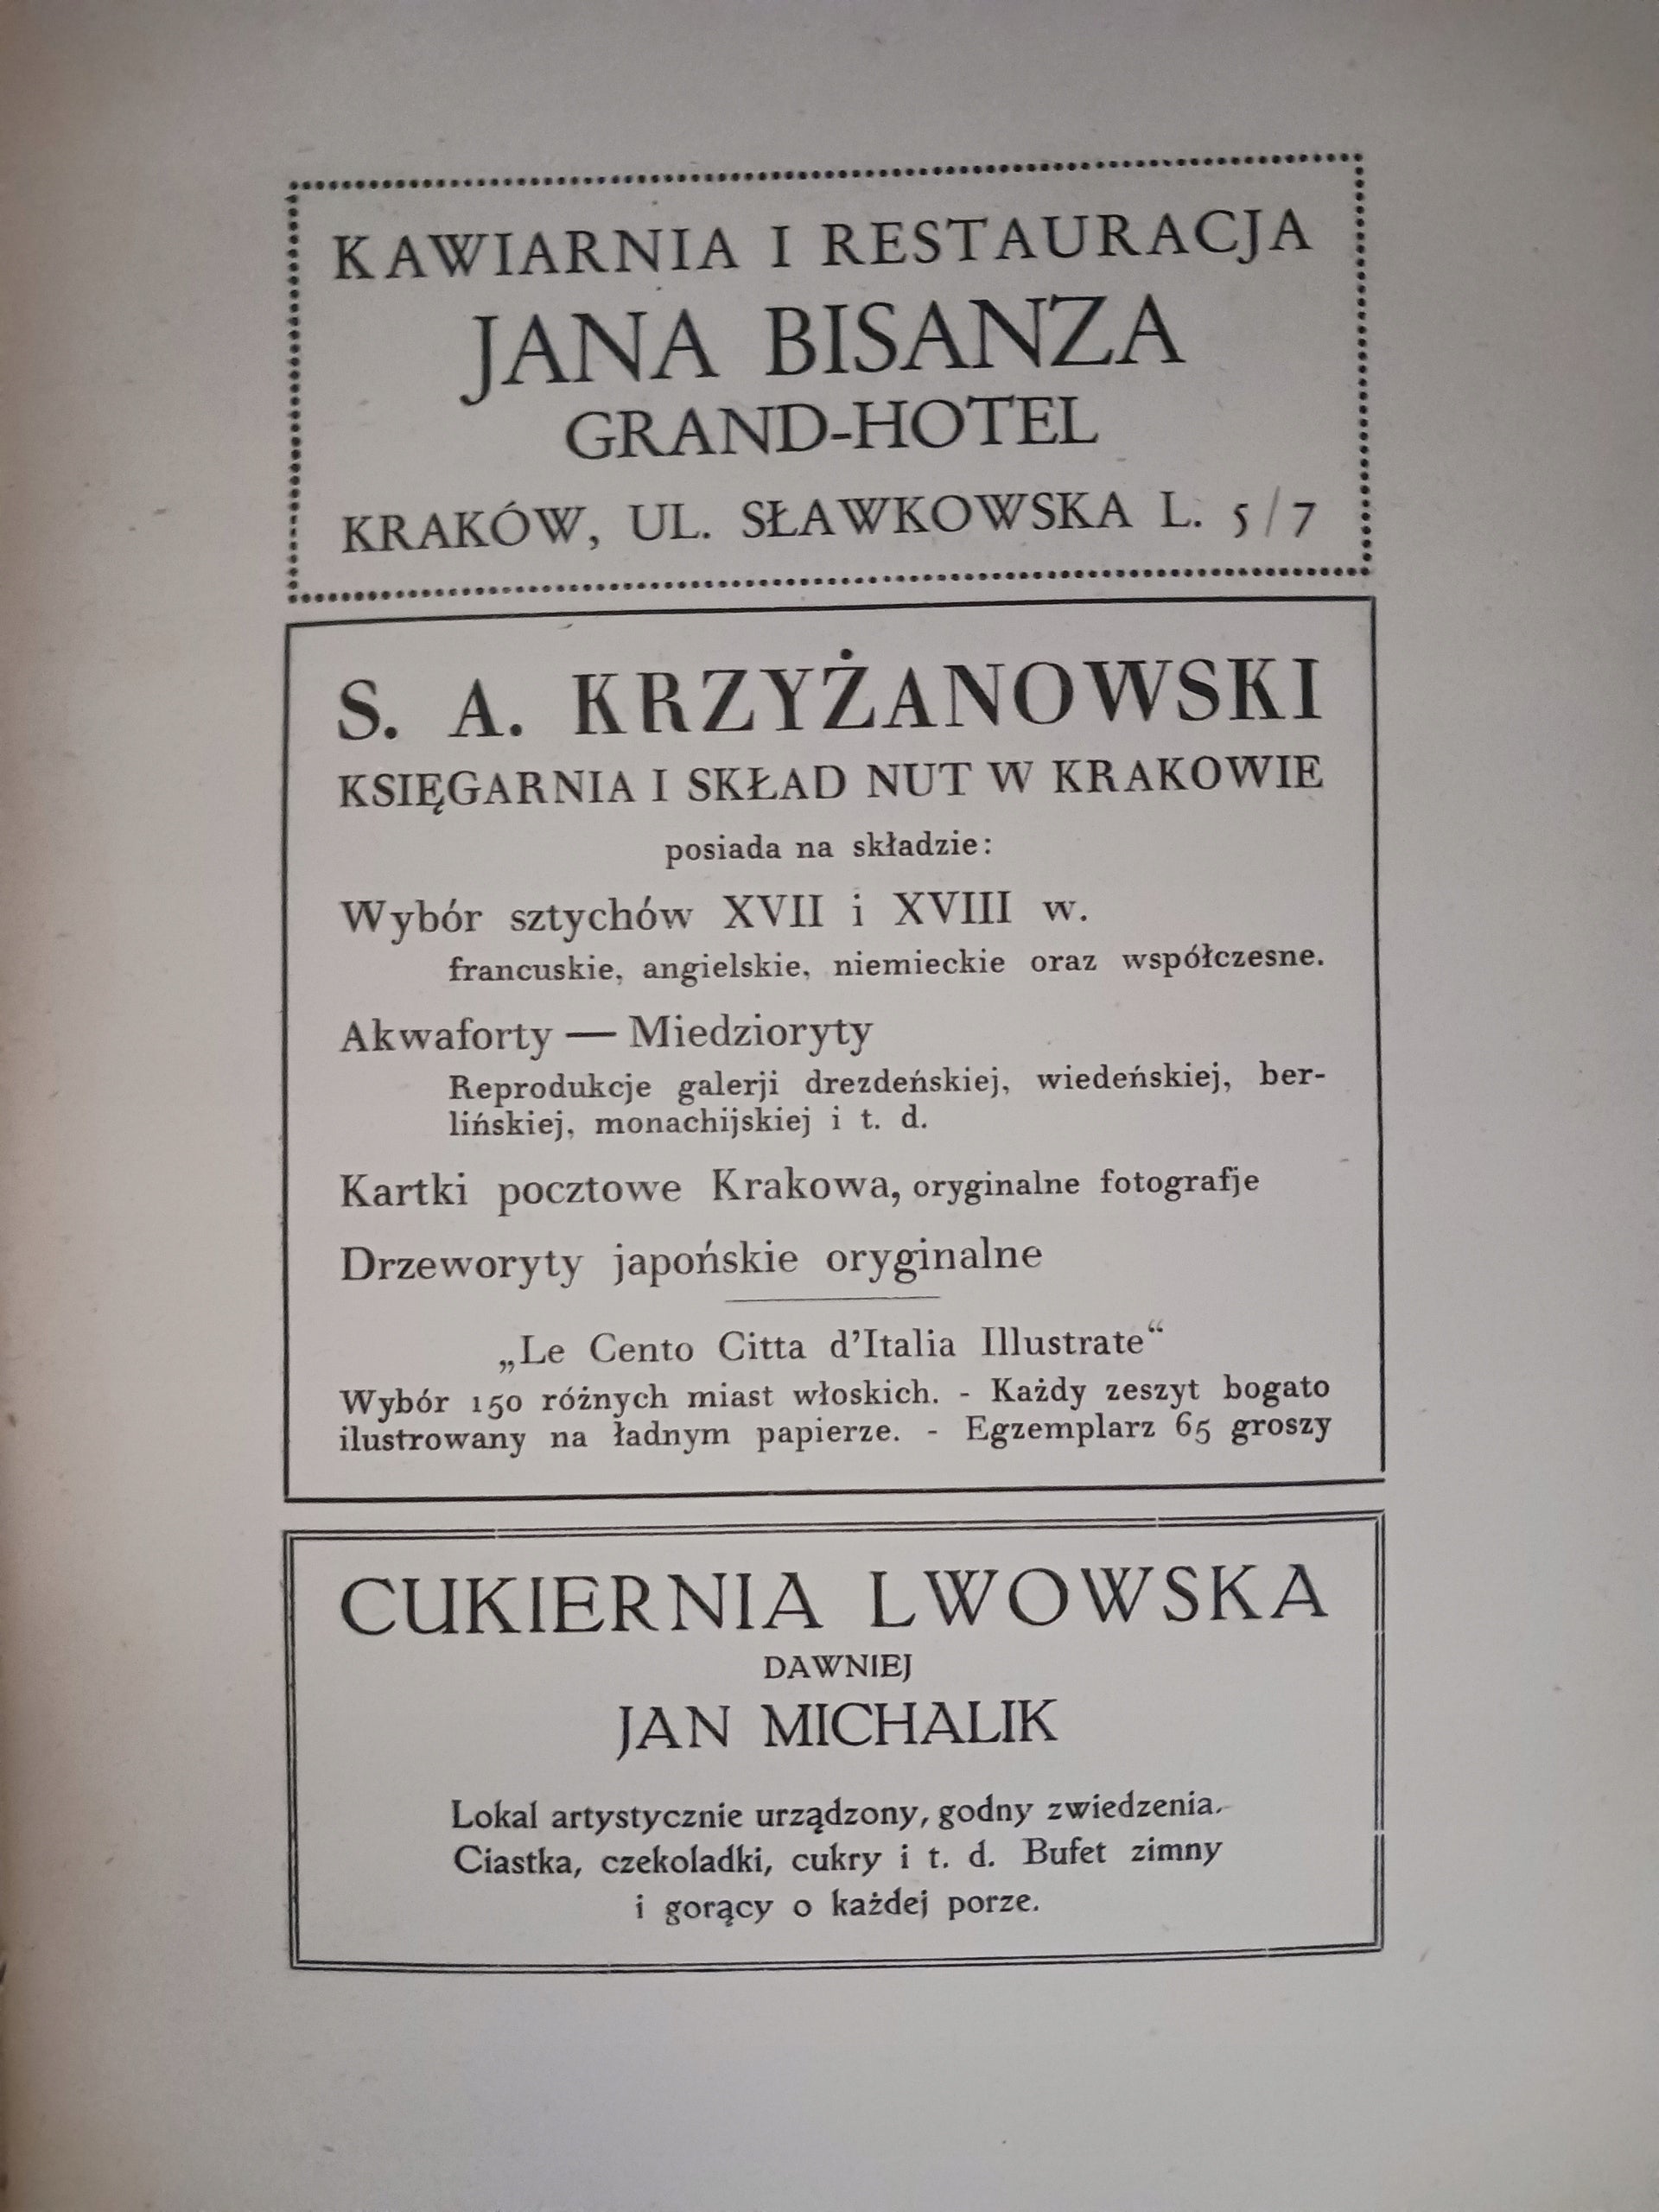 KAWIARNIA I RESTAURACJA
JANA BISANZA
GRAND-HOTEL
KRAKÓW, UL. SŁAWKOWSKA L. 5/7
S. A. KRZYŻANOWSKI
KSIĘGARNIA I SKŁAD NUT W KRAKOWIE
posiada na składzie:
Wybór sztychów XVII i XVIII w.
francuskie, angielskie, niemieckie oraz współczesne.
Akwaforty — Miedzioryty
Reprodukcje galerji drezdeńskiej, wiedeńskiej, ber-
lińskiej, monachijskiej i t. d.
Kartki pocztowe Krakowa, oryginalne fotografje
Drzeworyty japońskie oryginalne
„Le Cento Citta d'Italia Illustrate“
Wybór 150 różnych miast włoskich. - Każdy zeszyt bogato
ilustrowany na ładnym papierze. - Egzemplarz 65 groszy
CUKIERNIA LWOWSKA
DAWNIEJ
JAN MICHALIK
Lokal artystycznie urządzony, godny zwiedzenia.
Ciastka, czekoladki, cukry i t. d. Bufet zimny
i gorący o każdej porze.